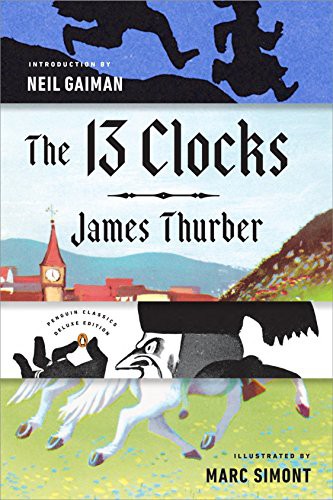 INTRODUCTION BY
NEIL GAIMAN
The 13 Clocks
James Thurber
PENGUIN CLASSICS
DELUXE EDITION
ILLUSTRATED BY
MARC SIMONT